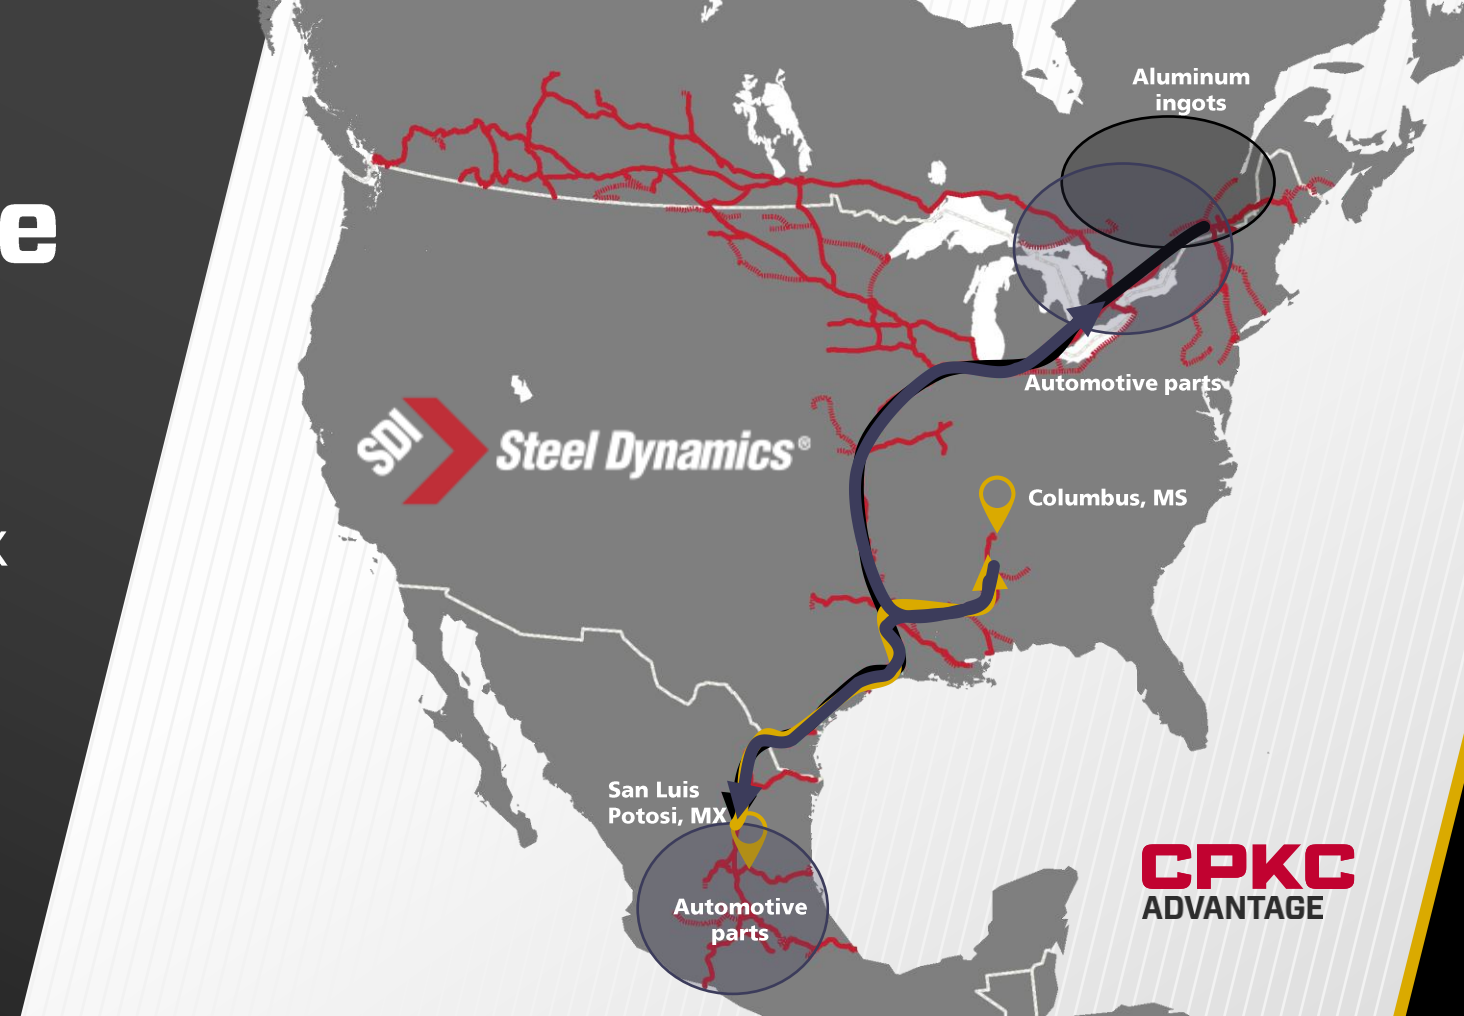 Aluminum
ingots
e
Automotive parts
SDI
Steel Dynamics®
Columbus, MS
x
San Luis
Potosi, MX
CPKC
ADVANTAGE
Automotive
parts